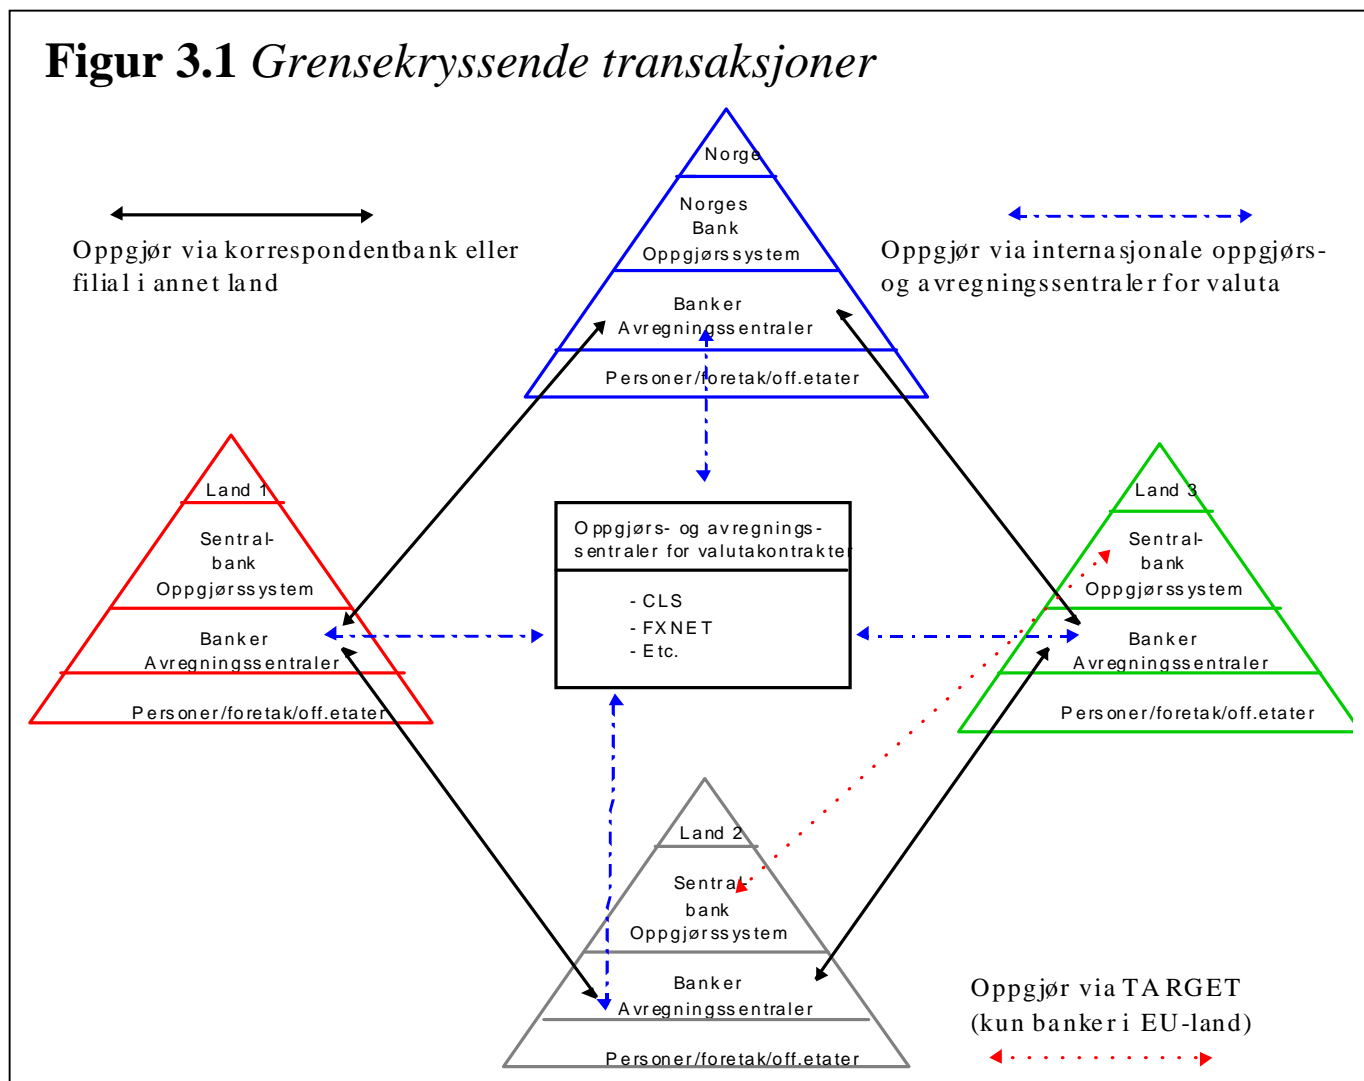 Figur 3.1 Grensekryssende transaksjoner
Norge
Norges
Bank
Oppgjørssystem
Banker
Avregningssentraler
Personer/foretak/off.etater
Oppgjør via korrespondentbank eller
filial i annet land
Oppgjør via internasjonale oppgjørs-
og avregningssentraler for valuta
Land 1
Sentral-
bank
Oppgjørssystem
Banker
Avregningssentraler
Personer/foretak/off.etater
Oppgjørs- og avregnings-
sentraler for valutakontrakter
- CLS
- FXNET
- Etc.
Land 3
Sentral-
bank
Oppgjørssystem
Banker
Avregningssentraler
Personer/foretak/off.etater
Land 2
Sentral-
bank
Oppgjørssystem
Banker
Avregningssentraler
Personer/foretak/off.etater
Oppgjør via TARGET
(kun banker i EU-land)